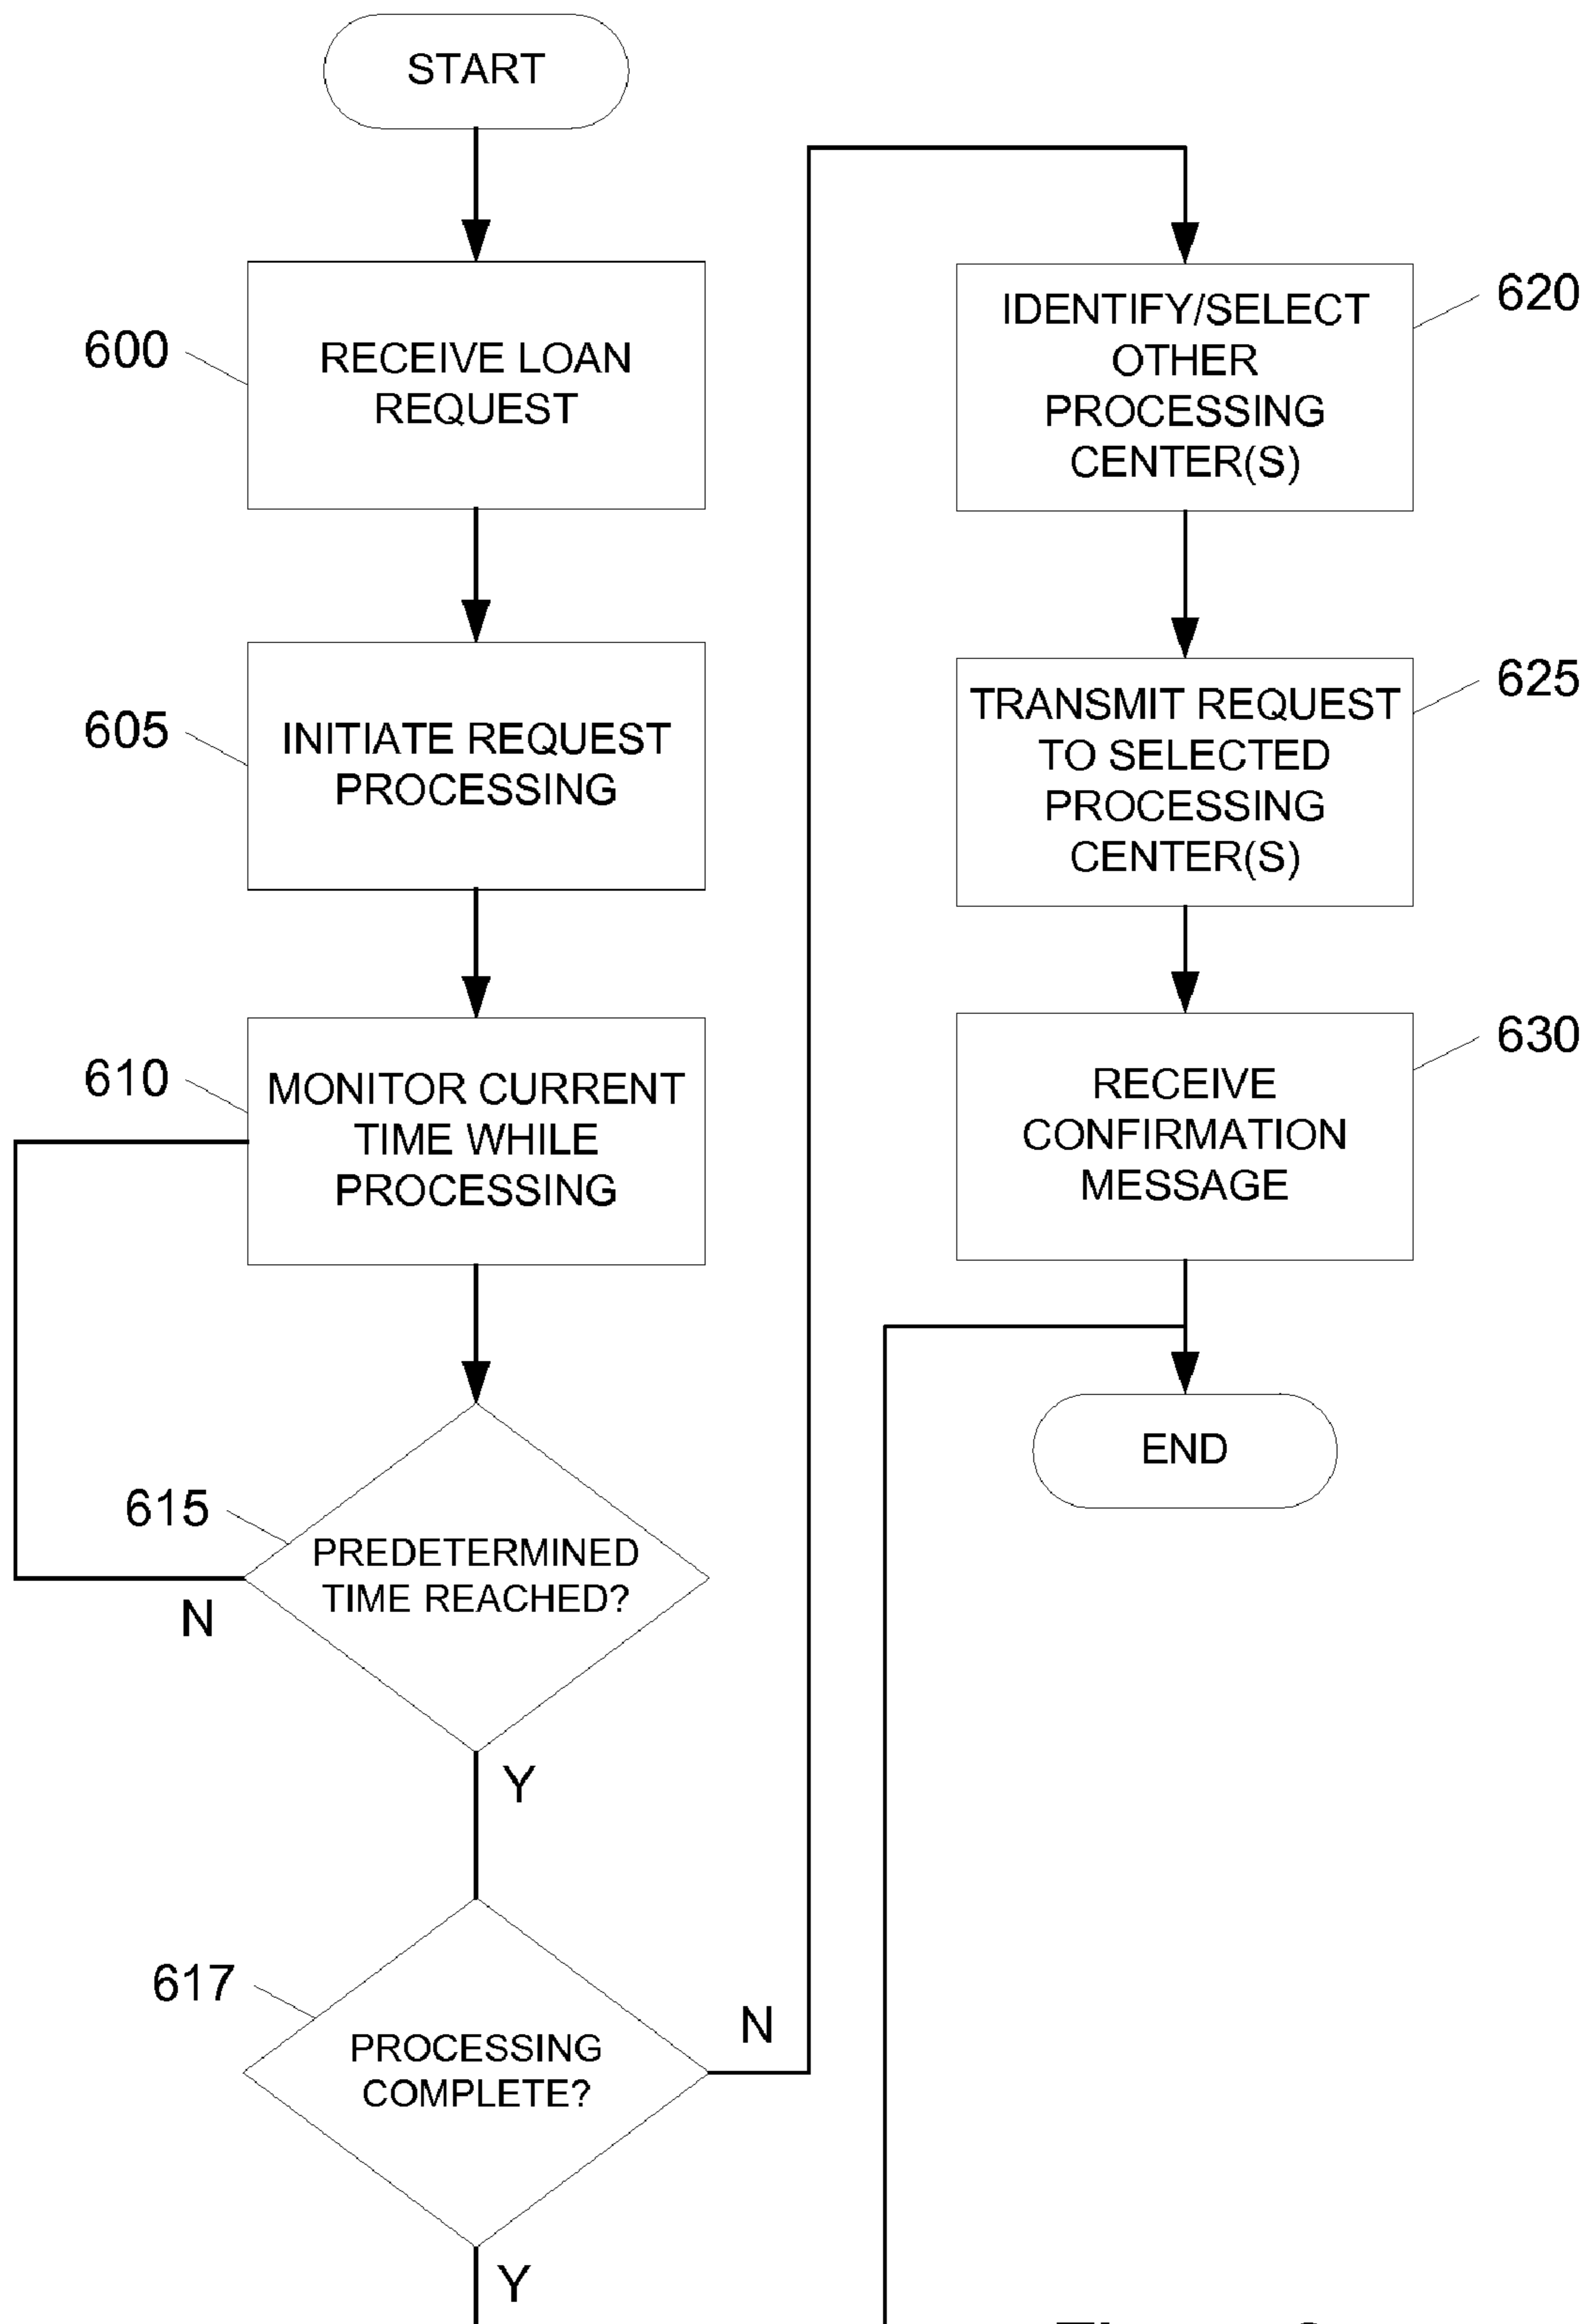 START
600
RECEIVE LOAN
REQUEST
605
INITIATE REQUEST
PROCESSING
610
MONITOR CURRENT
TIME WHILE
PROCESSING
615
PREDETERMINED
TIME REACHED?
N
Y
617
PROCESSING
COMPLETE?
N
Y
620
IDENTIFY/SELECT
OTHER
PROCESSING
CENTER(S)
625
TRANSMIT REQUEST
TO SELECTED
PROCESSING
CENTER(S)
630
RECEIVE
CONFIRMATION
MESSAGE
END